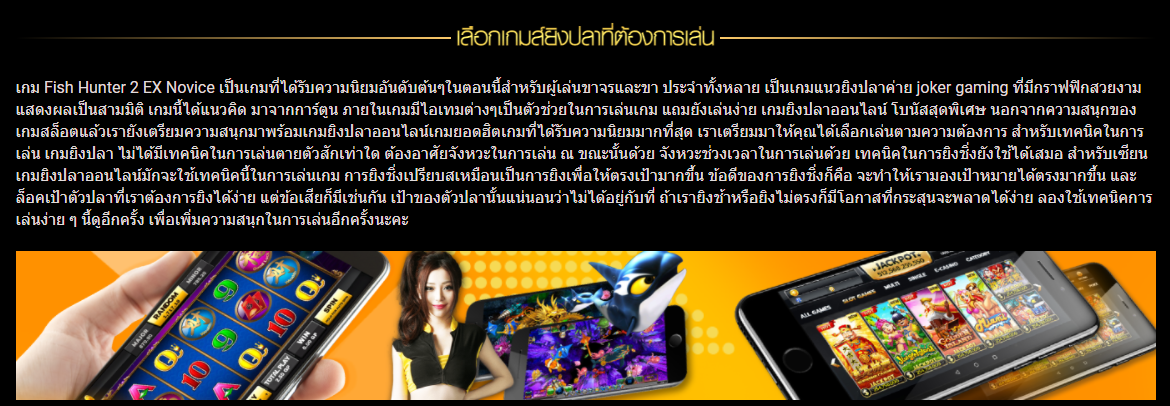 เลือกเกมส์ยิงปลาที่ต้องการเล่น
เกม Fish Hunter 2 EX Novice เป็นเกมที่ได้รับความนิยมอันดับต้นๆในตอนนี้สำหรับผู้เล่นขาจรและขา ประจำทั้งหลาย เป็นเกมแนวยิงปลาค่าย joker gaming ที่มีกราฟฟิกสวยงาม
แสดงผลเป็นสามมิติ เกมนี้ได้แนวคิด มาจากการ์ตูน ภายในเกมมีไอเทมต่างๆเป็นตัวช่วยในการเล่นเกม แถมยังเล่นง่าย เกมยิงปลาออนไลน์ โบนัสสุดพิเศษ นอกจากความสนุกของ
เกมสล็อตแล้วเรายังเตรียมความสนุกมาพร้อมเกมยิงปลาออนไลน์เกมยอดฮิตเกมที่ได้รับความนิยมมากที่สุด เราเตรียมมาให้คุณได้เลือกเล่นตามความต้องการ สำหรับเทคนิคในการ
เล่น เกมยิงปลา ไม่ได้มีเทคนิคในการเล่นตายตัวสักเท่าใด ต้องอาศัยจังหวะในการเล่น ณ ขณะนั้นด้วย จังหวะช่วงเวลาในการเล่นด้วย เทคนิคในการยิงซึ่งยังใช้ได้เสมอ สำหรับเซียน
เกมยิงปลาออนไลน์มักจะใช้เทคนิคนี้ในการเล่นเกม การยิงซึ่งเปรียบสเหมือนเป็นการยิงเพื่อให้ตรงเป้ามากขึ้น ข้อดีของการยิงซึ่งก็คือ จะทำให้เรามองเป้าหมายได้ตรงมากขึ้น และ
ล็อคเป้าตัวปลาที่เราต้องการยิงได้ง่าย แต่ข้อเสียก็มีเช่นกัน เป้าของตัวปลานั้นแน่นอนว่าไม่ได้อยู่กับที่ ถ้าเรายิงช้าหรือยิงไม่ตรงก็มีโอกาสที่กระสุนจะพลาดได้ง่าย ลองใช้เทคนิคการ
เล่นง่าย ๆ นี้ดูอีกครั้ง เพื่อเพิ่มความสนุกในการเล่นอีกครั้งนะคะ
RANDOM
SPIN
TOTAL PLAY
WIN
9
9
10
10
Q
Q
A
JACKPOT
ALL GAMES
SLOT GAMES
MULTI
SINGLE
E-CASINO
CATEGORY
JACKPOT